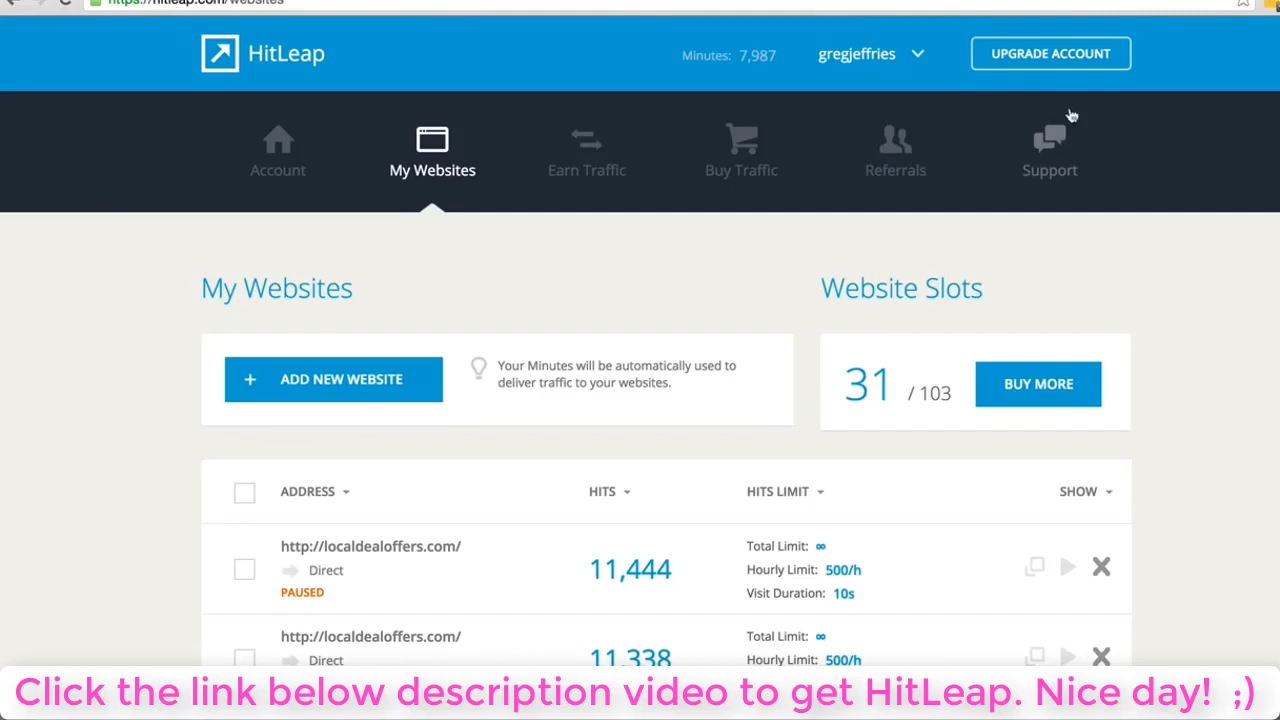 https://hitleap.com/websites
HitLeap
Minutes: 7,987
gregjeffries
UPGRADE ACCOUNT
Account
My Websites
Earn Traffic
Buy Traffic
Referrals
Support
My Websites
Website Slots
+ ADD NEW WEBSITE
Your Minutes will be automatically used to
deliver traffic to your websites.
31 / 103
BUY MORE
ADDRESS
HITS
HITS LIMIT
SHOW
http://localdealoffers.com/
Direct
PAUSED
11,444
Total Limit: ∞
Hourly Limit: 500/h
Visit Duration: 10s
http://localdealoffers.com/
Direct
11,338
Total Limit: ∞
Hourly Limit: 500/h
Click the link below description video to get HitLeap. Nice day! ;)